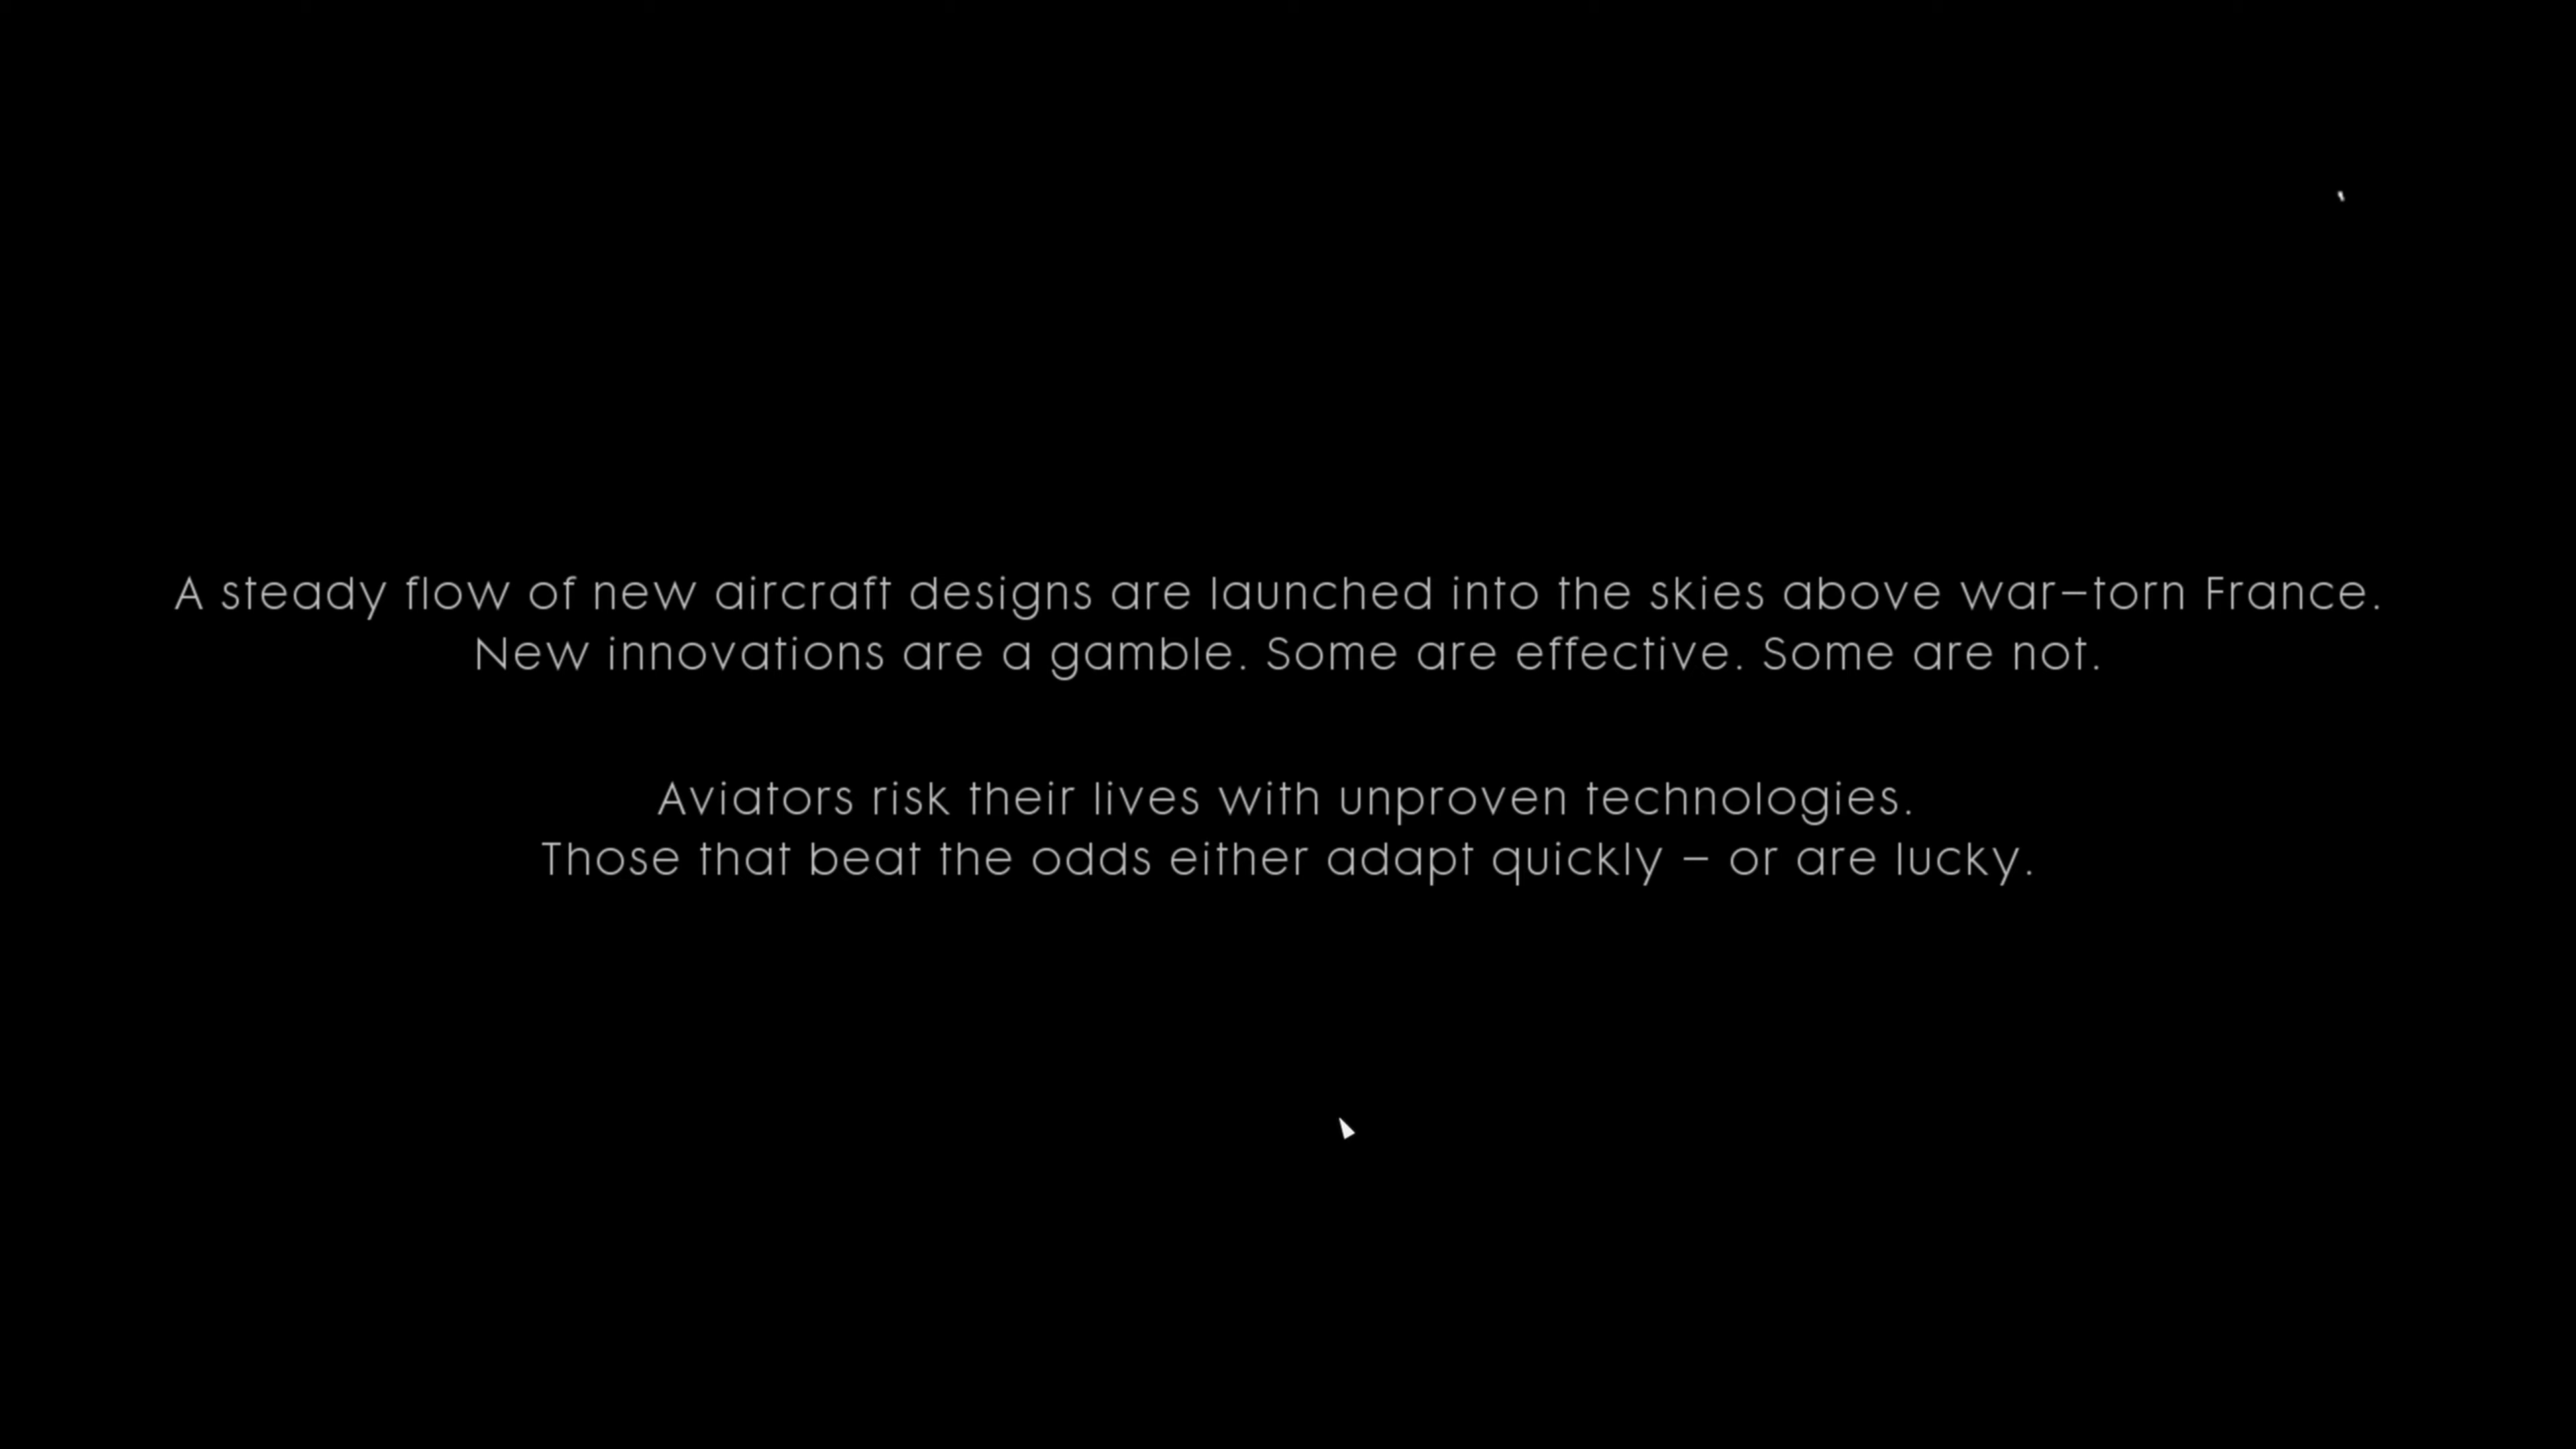 A steady flow of new aircraft designs are launched into the skies above war-torn France.
New innovations are a gamble. Some are effective. Some are not.
Aviators risk their lives with unproven technologies.
Those that beat the odds either adapt quickly – or are lucky.